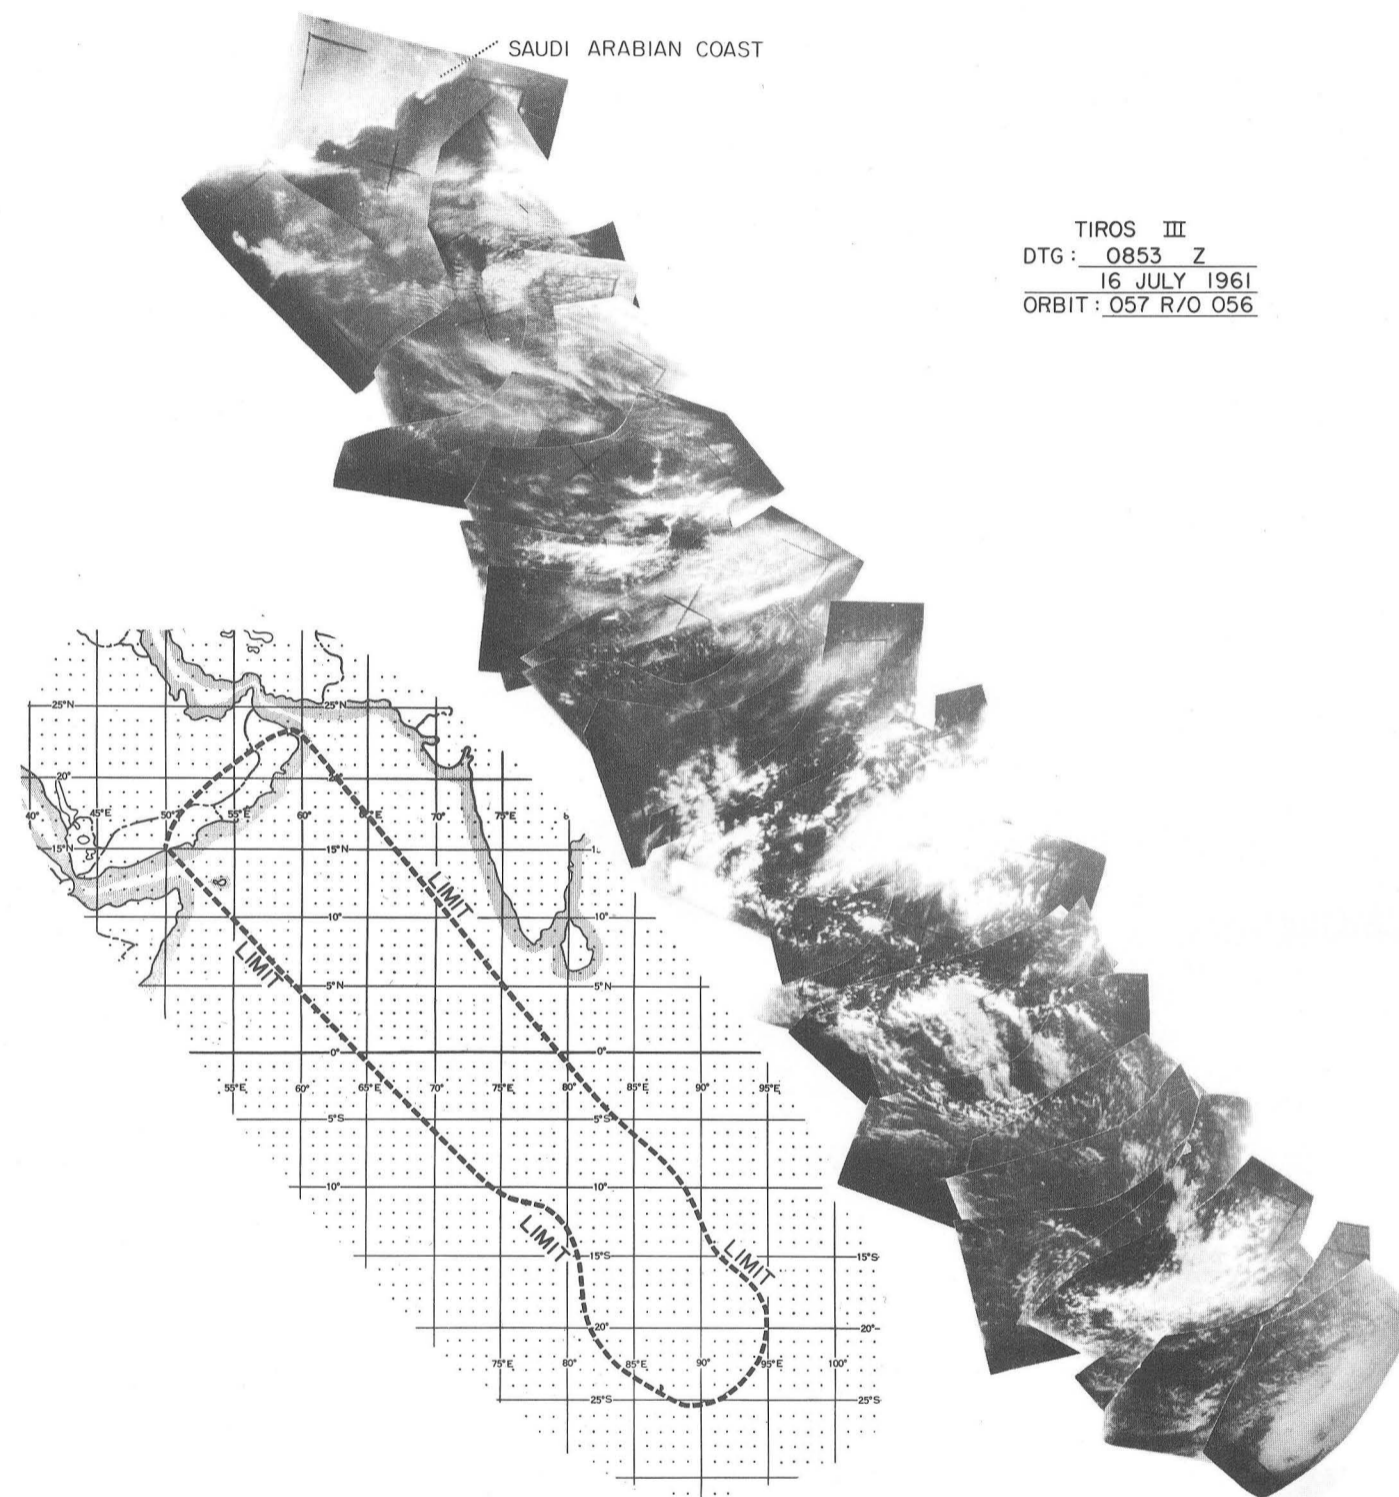 SAUDI ARABIAN COAST
TIROS III
DTG: 0853 Z
16 JULY 1961
ORBIT: 057 R/O 056
25°N 25°N
20° 20°
40° 45°E 50° 55°E 60° 65°E 70° 75°E
15°N 15°N
LIMIT
10° 10°
LIMIT
5°N 5°N
0° 0°
55°E 60° 65°E 70° 75°E 80° 85°E 90° 95°E
5°S 5°S
10° 10°
LIMIT
LIMIT
15°S 15°S
20° 20°
75°E 80° 85°E 90° 95°E 100°
25°S 25°S